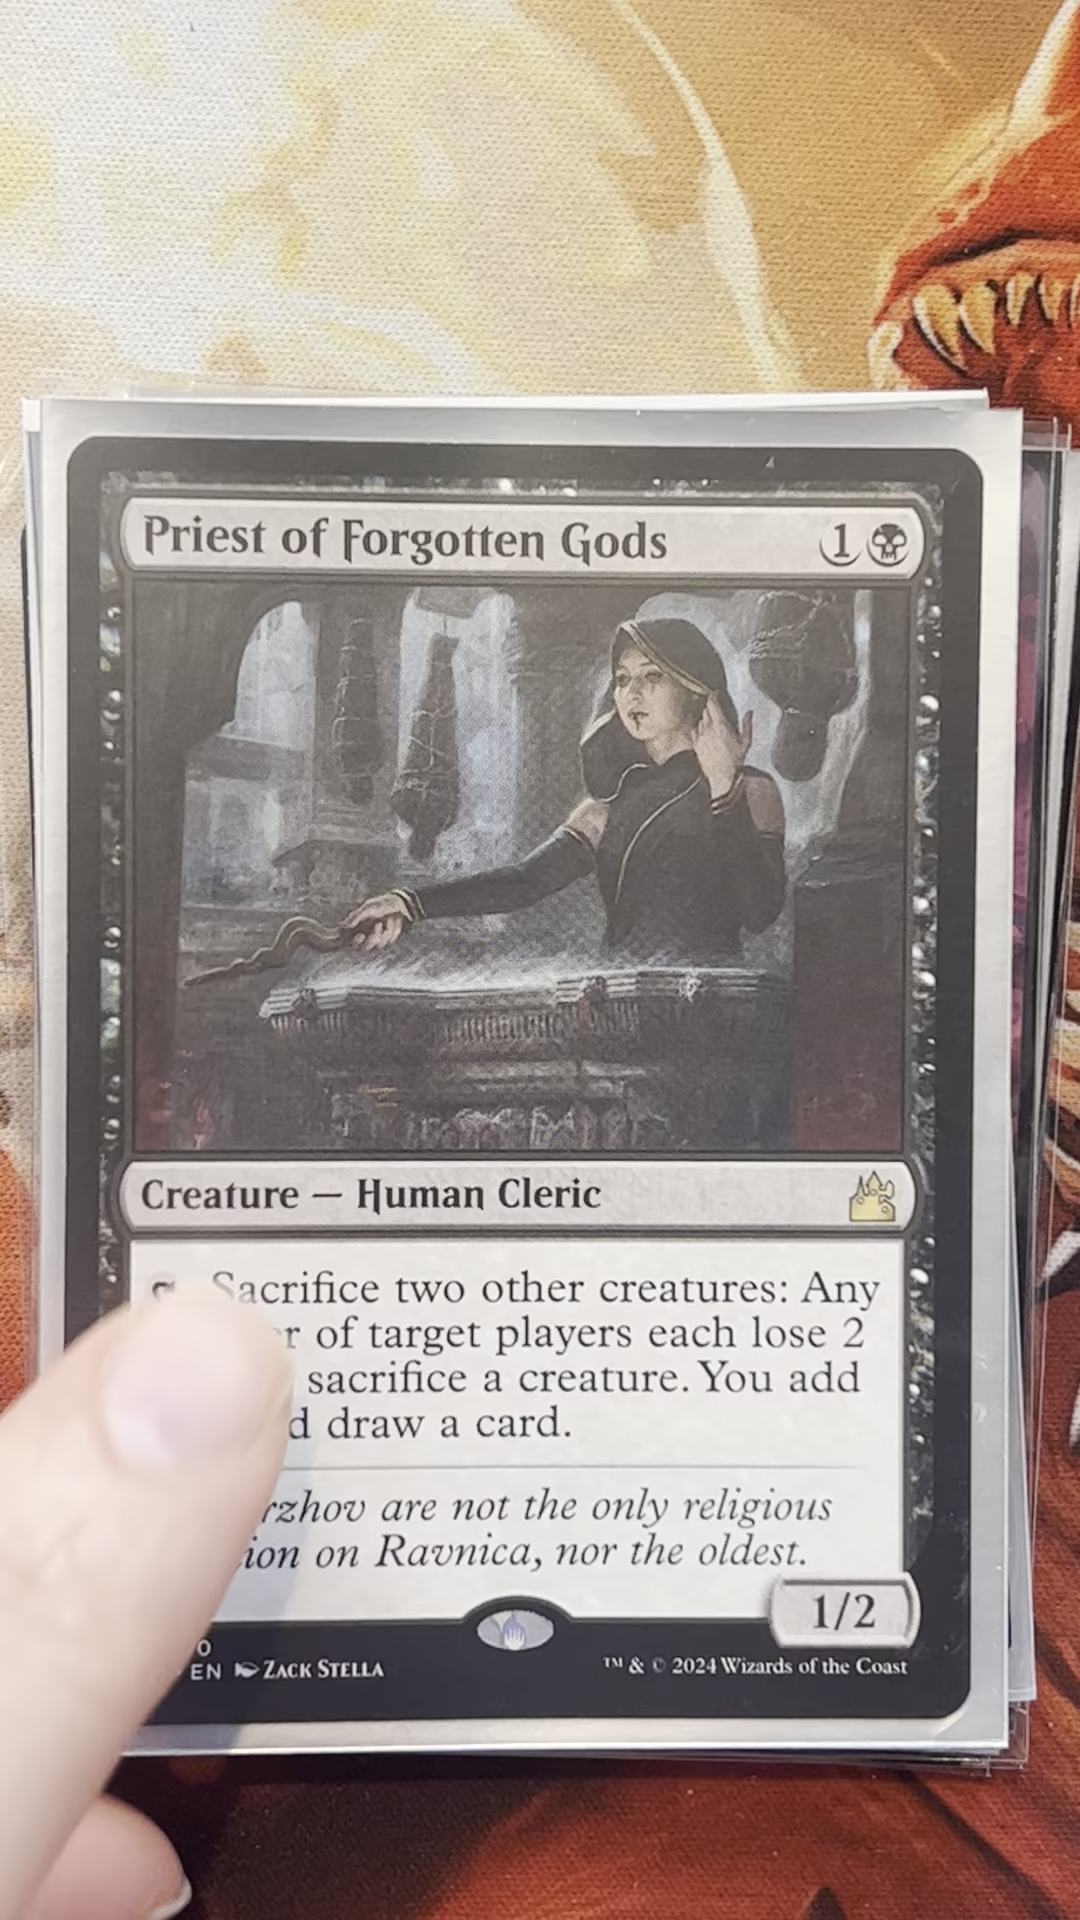 Priest of Forgotten Gods 1
Creature — Human Cleric
Sacrifice two other creatures: Any
of target players each lose 2
sacrifice a creature. You add
draw a card.
are not the only religious
on Ravnica, nor the oldest.
1/2
EN ZACK STELLA
™ & © 2024 Wizards of the Coast